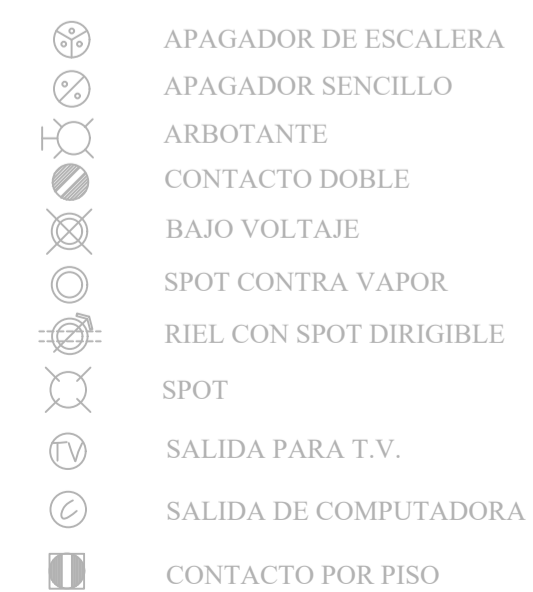 APAGADOR DE ESCALERA
APAGADOR SENCILLO
ARBOTANTE
CONTACTO DOBLE
BAJO VOLTAJE
SPOT CONTRA VAPOR
RIEL CON SPOT DIRIGIBLE
SPOT
TV SALIDA PARA T.V.
C SALIDA DE COMPUTADORA
CONTACTO POR PISO